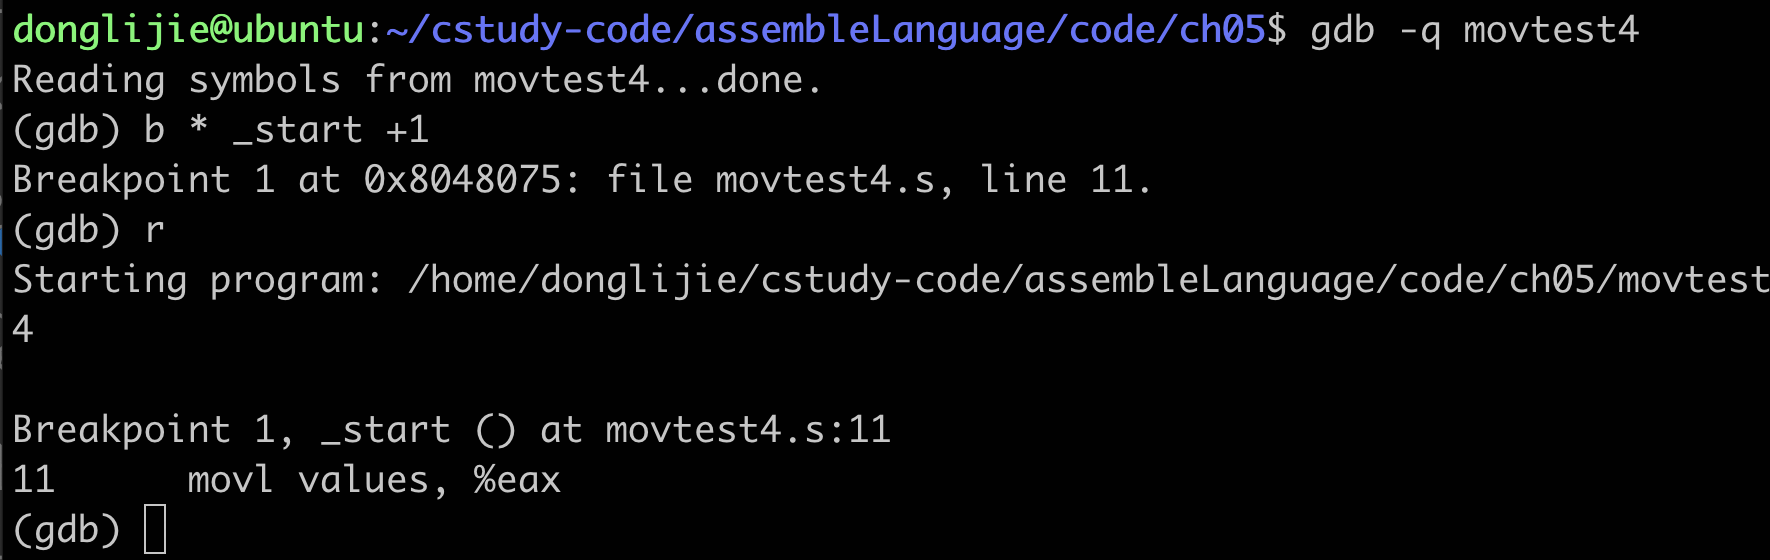 donglijie@ubuntu:~/cstudy-code/assembleLanguage/code/ch05$ gdb -q movtest4
Reading symbols from movtest4...done.
(gdb) b * _start +1
Breakpoint 1 at 0x8048075: file movtest4.s, line 11.
(gdb) r
Starting program: /home/donglijie/cstudy-code/assembleLanguage/code/ch05/movtest
4
Breakpoint 1, _start () at movtest4.s:11
11      movl values, %eax
(gdb)